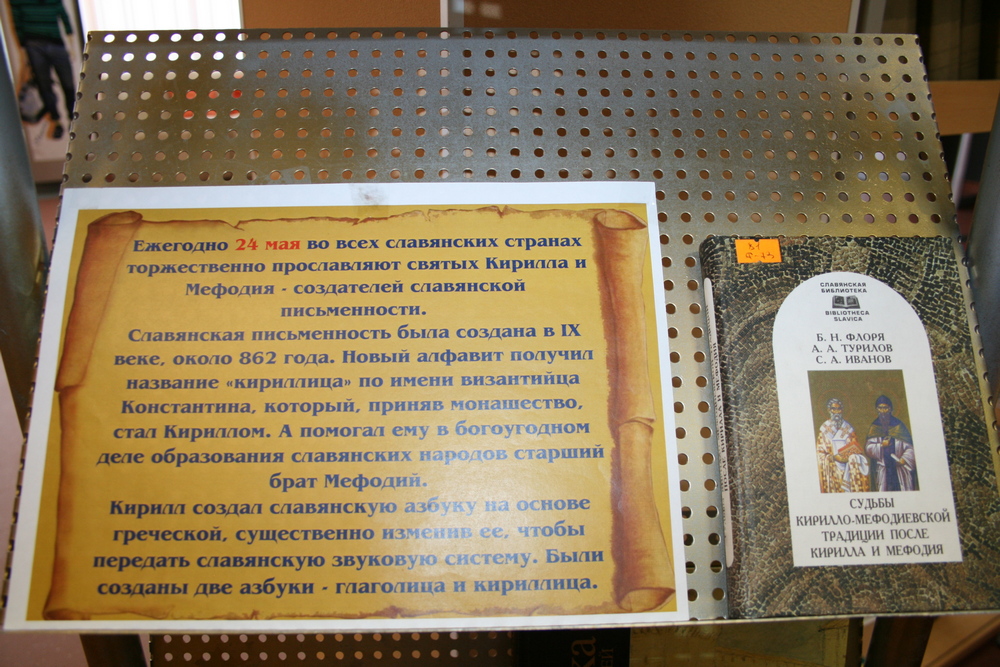 Ежегодно 24 мая во всех славянских странах
торжественно прославляют святых Кирилла и
Мефодия - создателей славянской
письменности.
Славянская письменность была создана в IX
веке, около 862 года. Новый алфавит получил
название «кириллица» по имени византийца
Константина, который, приняв монашество,
стал Кириллом. А помогал ему в богоугодном
деле образования славянских народов старший
брат Мефодий.
Кирилл создал славянскую азбуку на основе
греческой, существенно изменив ее, чтобы
передать славянскую звуковую систему. Были
созданы две азбуки - глаголица и кириллица.
СЛАВЯНСКАЯ
БИБЛИОТЕКА
BIBLIOTHECA
SLAVICA
Б. Н. ФЛОРЯ
А. А. ТУРИЛОВ
С. А. ИВАНОВ
СУДЬБЫ
КИРИЛЛО-МЕФОДИЕВСКОЙ
ТРАДИЦИИ ПОСЛЕ
КИРИЛЛА И МЕФОДИЯ